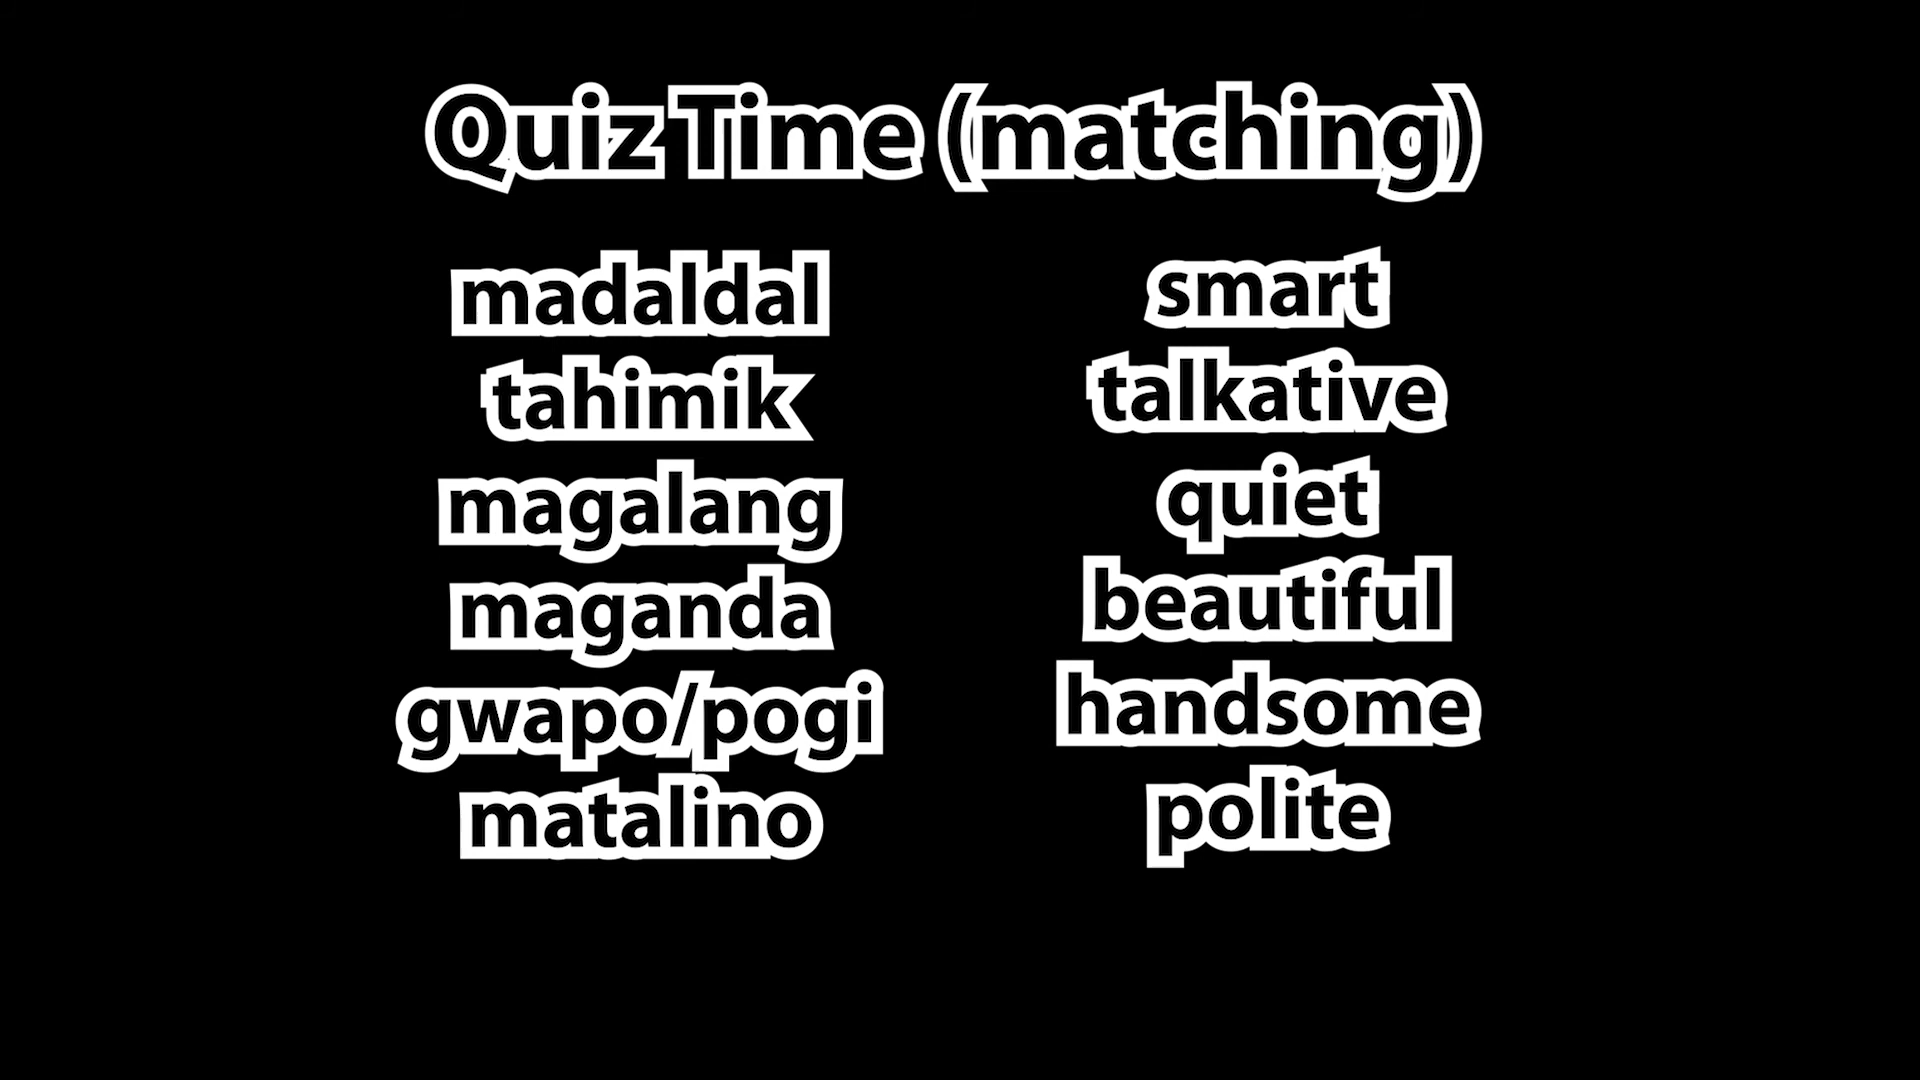 Quiz Time (matching)
madaldal
tahimik
magalang
maganda
gwapo/pogi
matalino
smart
talkative
quiet
beautiful
handsome
polite